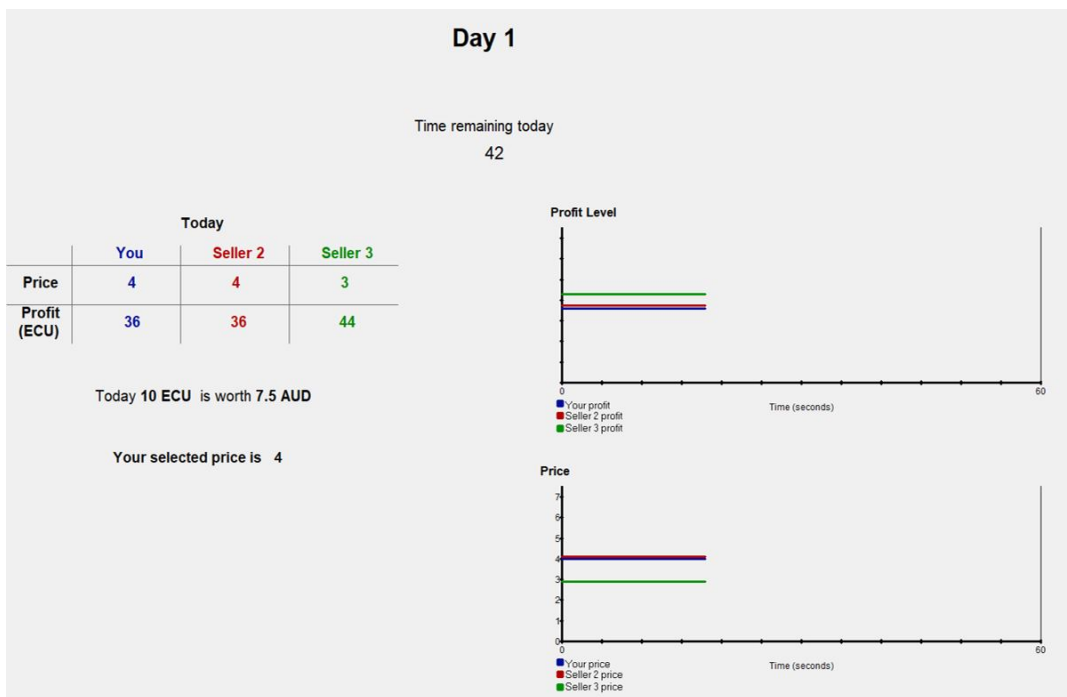 Day 1
Time remaining today
42
Today
You Seller 2 Seller 3
Price 4 4 3
Profit
(ECU) 36 36 44
Today 10 ECU is worth 7.5 AUD
Your selected price is 4
Profit Level
0 60
Time (seconds)
Your profit
Seller 2 profit
Seller 3 profit
Price
7
6
5
4
3
2
1
0
0 60
Time (seconds)
Your price
Seller 2 price
Seller 3 price